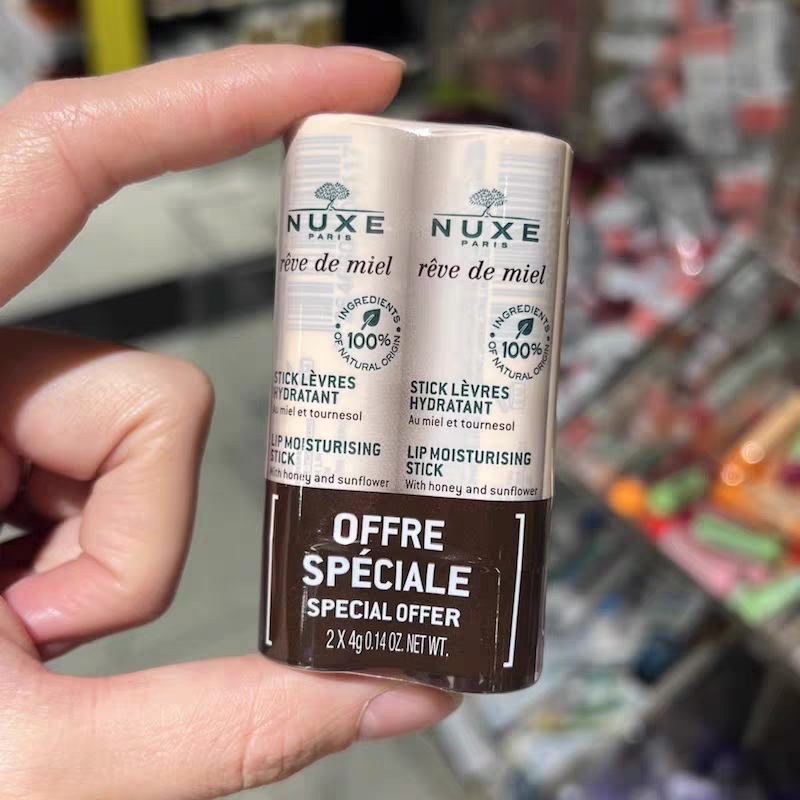 NUXE
PARIS
rêve de miel
INGREDIENTS
100%
OF NATURAL ORIGIN
STICK LÈVRES
HYDRATANT
Au miel et tournesol
LIP MOISTURISING
STICK
With honey and sunflower
NUXE
PARIS
rêve de miel
INGREDIENTS
100%
OF NATURAL ORIGIN
STICK LÈVRES
HYDRATANT
Au miel et tournesol
LIP MOISTURISING
STICK
With honey and sunflower
OFFRE
SPÉCIALE
SPECIAL OFFER
2 X 4g 0.14 OZ. NET WT.